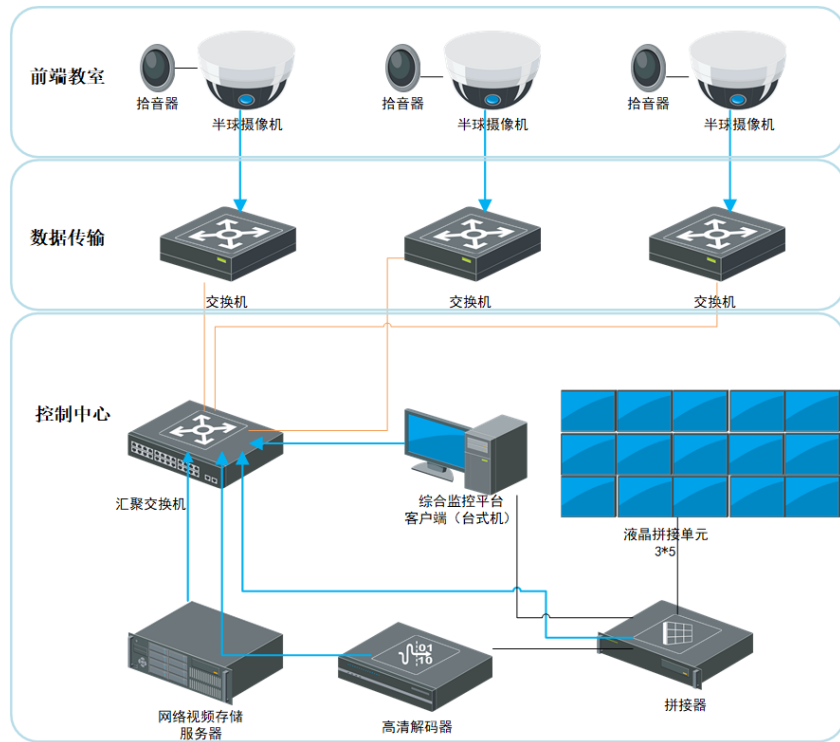 前端教室
拾音器
半球摄像机
拾音器
半球摄像机
拾音器
半球摄像机
数据传输
交换机
交换机
交换机
控制中心
汇聚交换机
综合监控平台
客户端（台式机）
液晶拼接单元
3*5
网络视频存储
服务器
01
10
高清解码器
拼接器